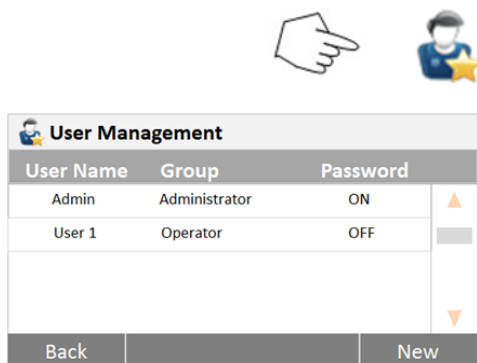 User Management
User Name Group Password
Admin Administrator ON
User 1 Operator OFF
Back New